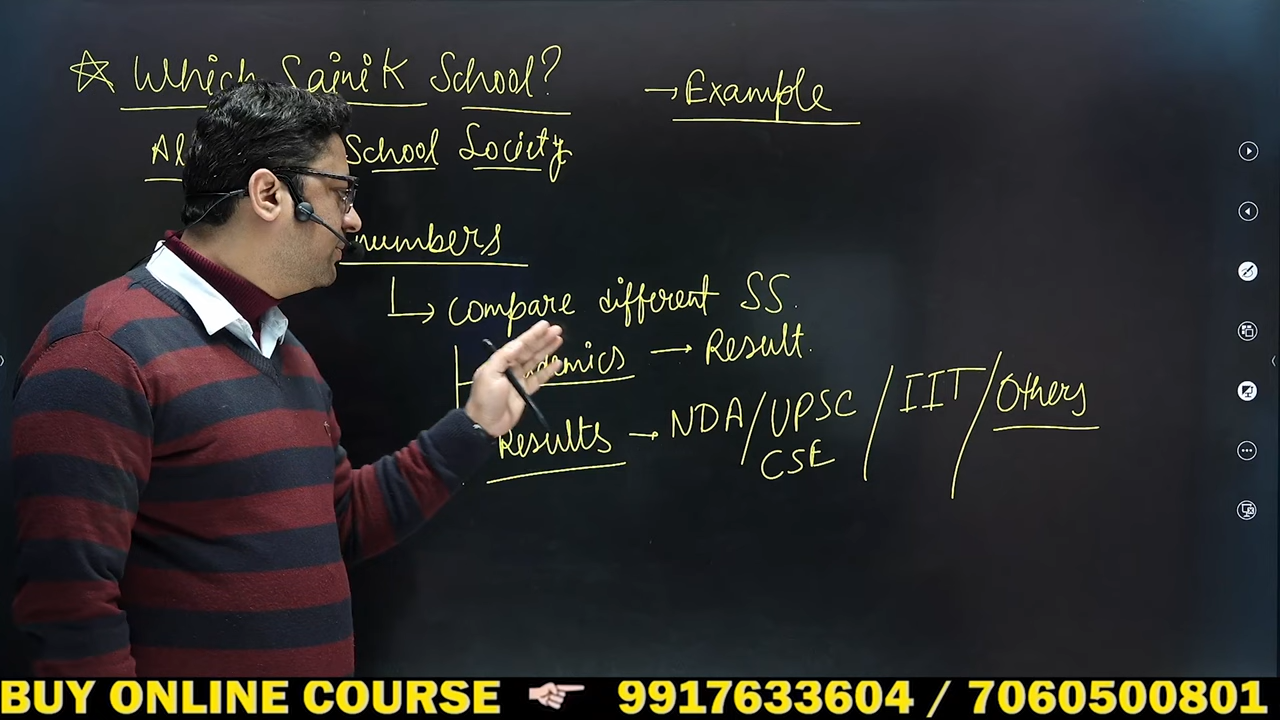 ☆ Which Sainik School?
→ Example
School Society
numbers
↳ Compare different SS.
→ Result.
Results → NDA/UPSC CSE / IIT / Others
BUY ONLINE COURSE 9917633604 / 7060500801